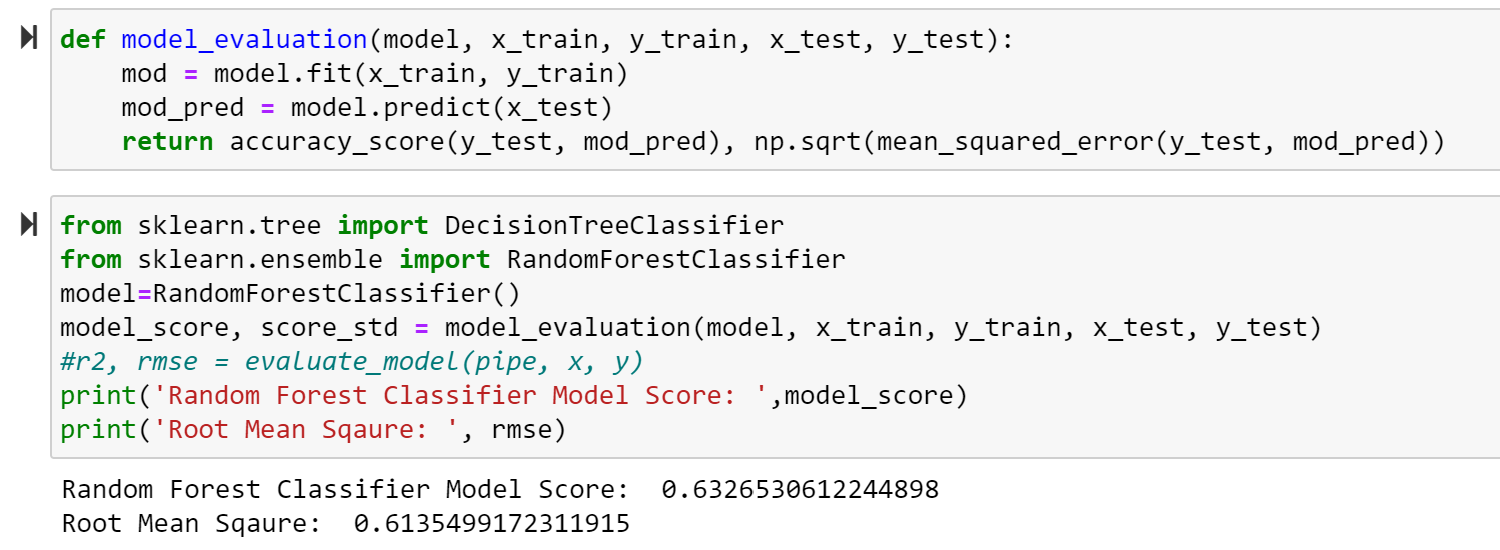 def model_evaluation(model, x_train, y_train, x_test, y_test):
    mod = model.fit(x_train, y_train)
    mod_pred = model.predict(x_test)
    return accuracy_score(y_test, mod_pred), np.sqrt(mean_squared_error(y_test, mod_pred))
from sklearn.tree import DecisionTreeClassifier
from sklearn.ensemble import RandomForestClassifier
model=RandomForestClassifier()
model_score, score_std = model_evaluation(model, x_train, y_train, x_test, y_test)
#r2, rmse = evaluate_model(pipe, x, y)
print('Random Forest Classifier Model Score: ',model_score)
print('Root Mean Sqaure: ', rmse)
Random Forest Classifier Model Score:  0.6326530612244898
Root Mean Sqaure:  0.6135499172311915